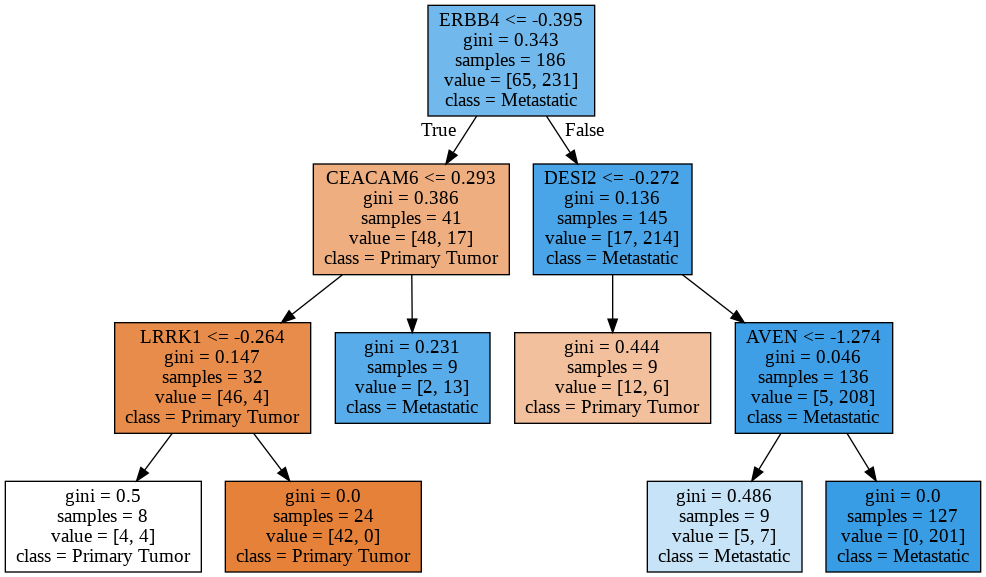 ERBB4 <= -0.395
gini = 0.343
samples = 186
value = [65, 231]
class = Metastatic
True
False
CEACAM6 <= 0.293
gini = 0.386
samples = 41
value = [48, 17]
class = Primary Tumor
DESI2 <= -0.272
gini = 0.136
samples = 145
value = [17, 214]
class = Metastatic
LRRK1 <= -0.264
gini = 0.147
samples = 32
value = [46, 4]
class = Primary Tumor
gini = 0.231
samples = 9
value = [2, 13]
class = Metastatic
gini = 0.444
samples = 9
value = [12, 6]
class = Primary Tumor
AVEN <= -1.274
gini = 0.046
samples = 136
value = [5, 208]
class = Metastatic
gini = 0.5
samples = 8
value = [4, 4]
class = Primary Tumor
gini = 0.0
samples = 24
value = [42, 0]
class = Primary Tumor
gini = 0.486
samples = 9
value = [5, 7]
class = Metastatic
gini = 0.0
samples = 127
value = [0, 201]
class = Metastatic